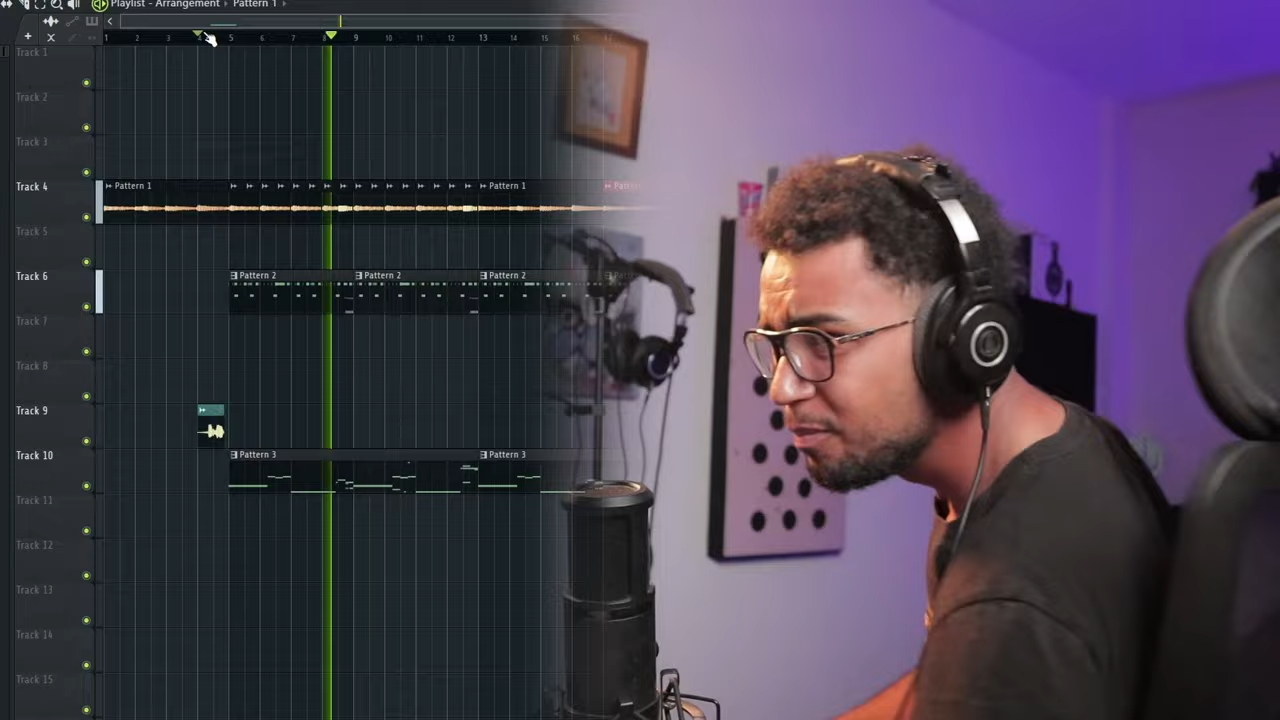 Playlist - Arrangement › Pattern 1 ›
1 2 3 4 5 6 7 8 9 10 11 12 13 14 15 16 17
Track 1
Track 2
Track 3
Track 4
Pattern 1 Pattern 1
Track 5
Track 6
Pattern 2 Pattern 2 Pattern 2
Track 7
Track 8
Track 9
Track 10
Pattern 3 Pattern 3
Track 11
Track 12
Track 13
Track 14
Track 15